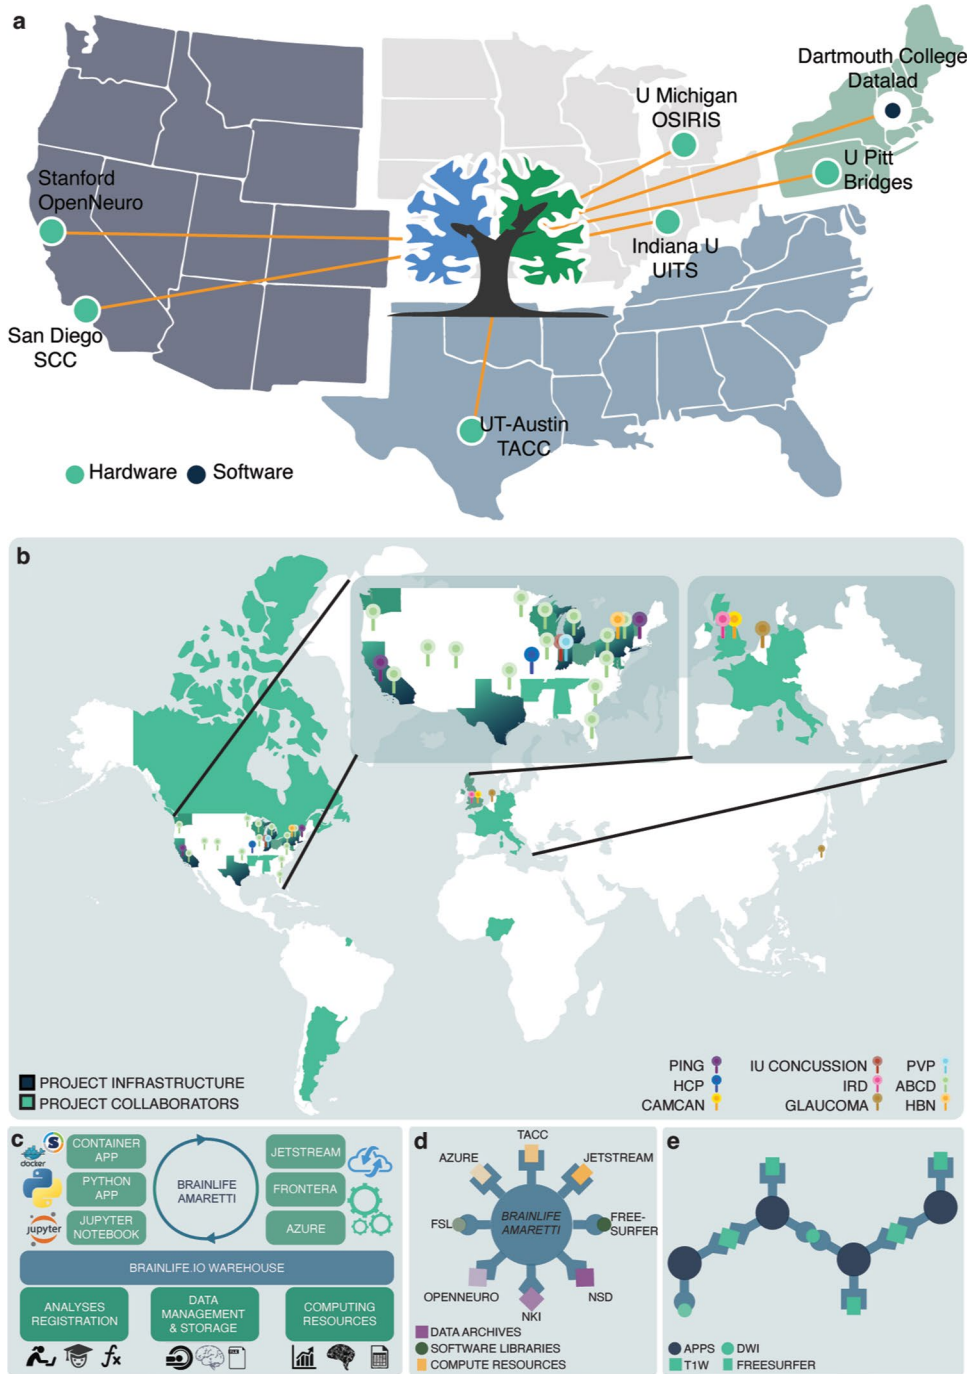 a
Dartmouth College
Datalad
U Michigan
OSIRIS
U Pitt
Bridges
Stanford
OpenNeuro
Indiana U
UITS
San Diego
SCC
UT-Austin
TACC
Hardware
Software
b
PROJECT INFRASTRUCTURE
PROJECT COLLABORATORS
PING
HCP
CAMCAN
IU CONCUSSION
IRD
GLAUCOMA
PVP
ABCD
HBN
c
docker
S
CONTAINER
APP
PYTHON
APP
jupyter
JUPYTER
NOTEBOOK
BRAINLIFE
AMARETTI
JETSTREAM
FRONTERA
AZURE
BRAINLIFE.IO WAREHOUSE
ANALYSES
REGISTRATION
DATA
MANAGEMENT
& STORAGE
COMPUTING
RESOURCES
fx
d
TACC
AZURE
JETSTREAM
FSL
BRAINLIFE
AMARETTI
FREE-
SURFER
OPENNEURO
NKI
NSD
DATA ARCHIVES
SOFTWARE LIBRARIES
COMPUTE RESOURCES
e
APPS
DWI
T1W
FREESURFER